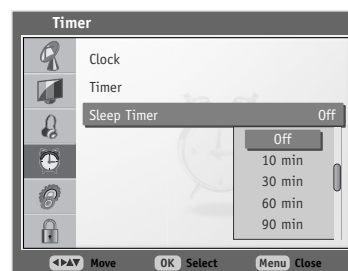 Timer
Clock
Timer
Sleep Timer Off
Off
10 min
30 min
60 min
90 min
Move OK Select Menu Close